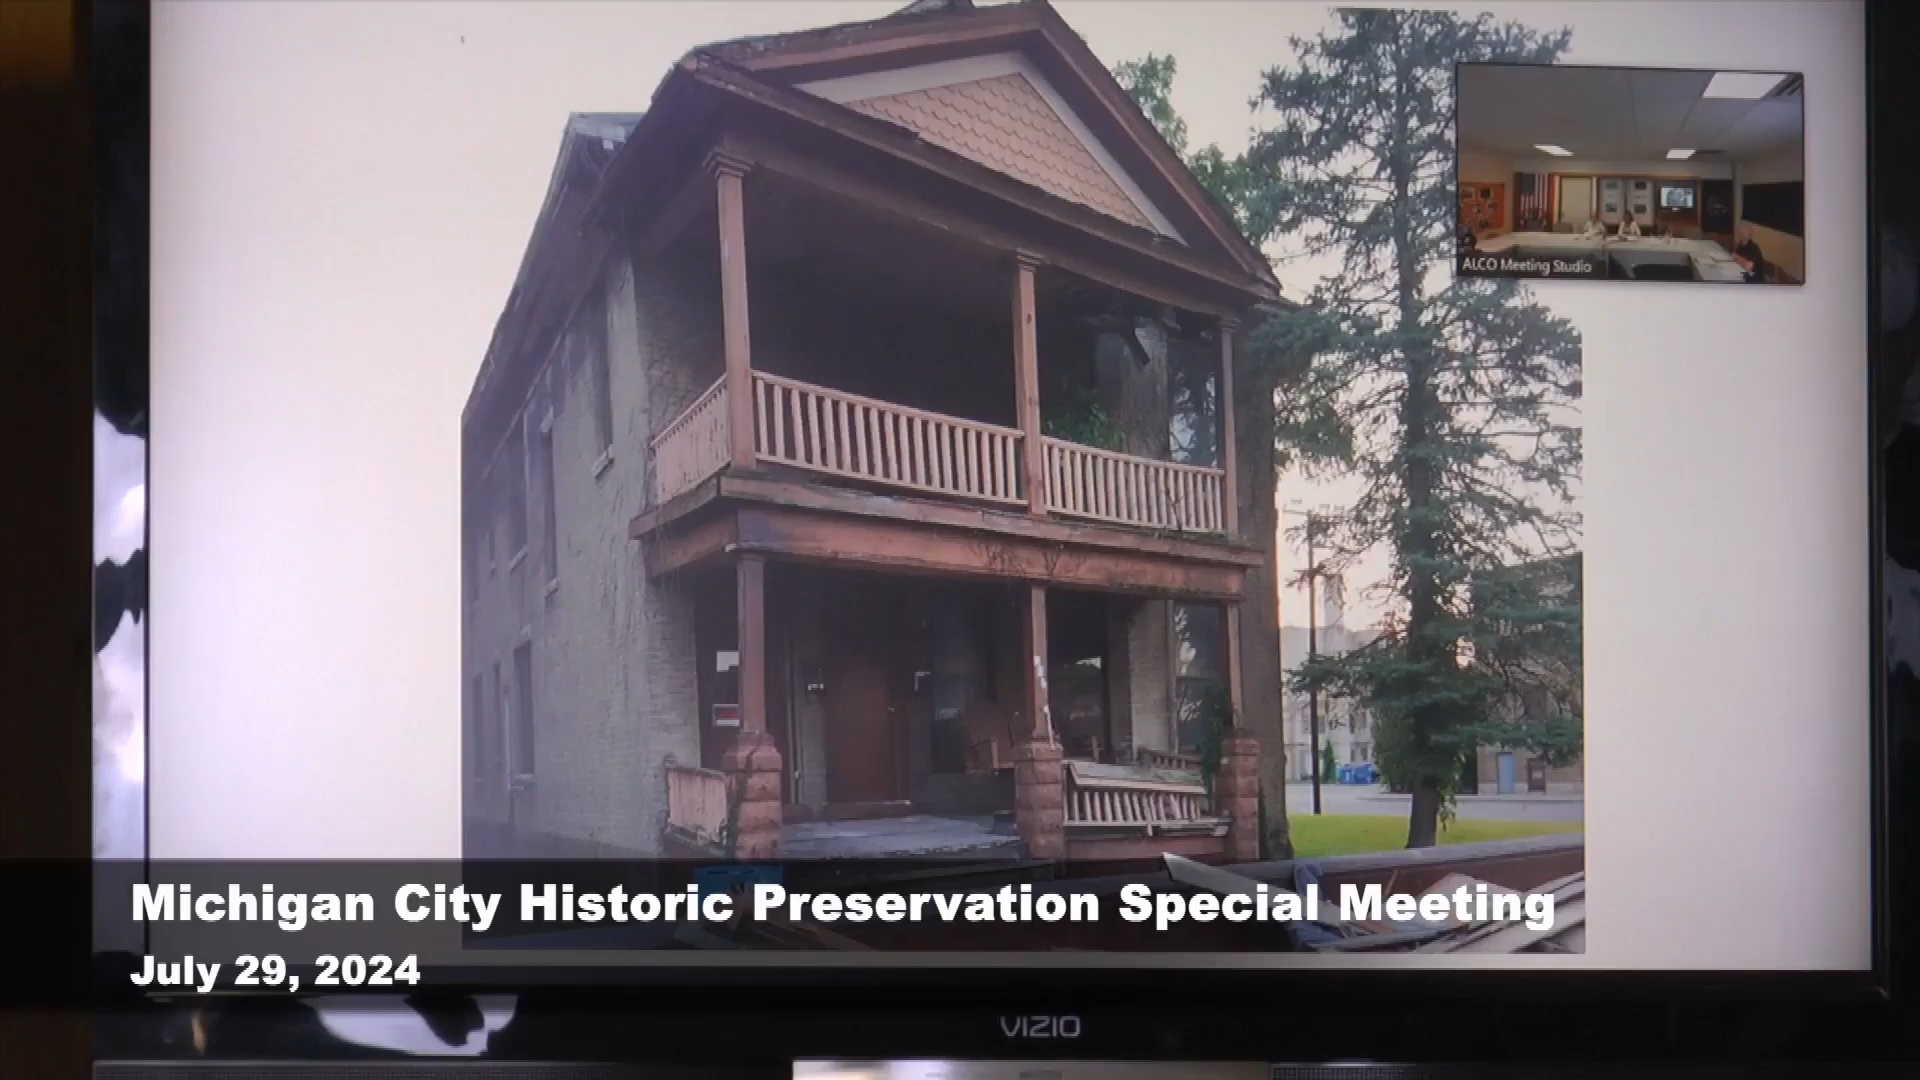 ALCO Meeting Studio
Michigan City Historic Preservation Special Meeting
July 29, 2024
VIZIO